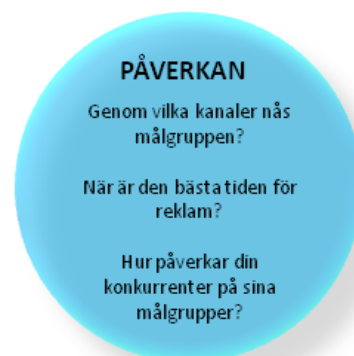 PÅVERKAN
Genom vilka kanaler nås
målgruppen?
När är den bästa tiden för
reklam?
Hur påverkar din
konkurrenter på sina
målgrupper?